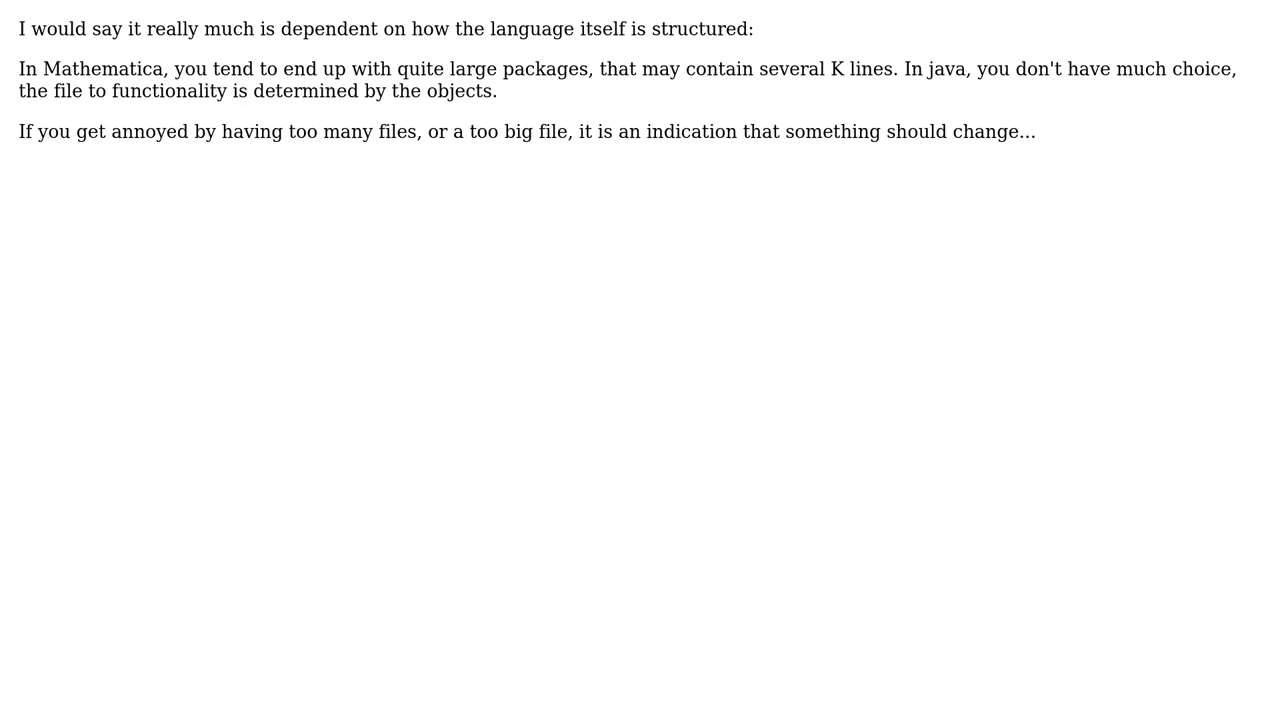 I would say it really much is dependent on how the language itself is structured:
In Mathematica, you tend to end up with quite large packages, that may contain several K lines. In java, you don't have much choice,
the file to functionality is determined by the objects.
If you get annoyed by having too many files, or a too big file, it is an indication that something should change...